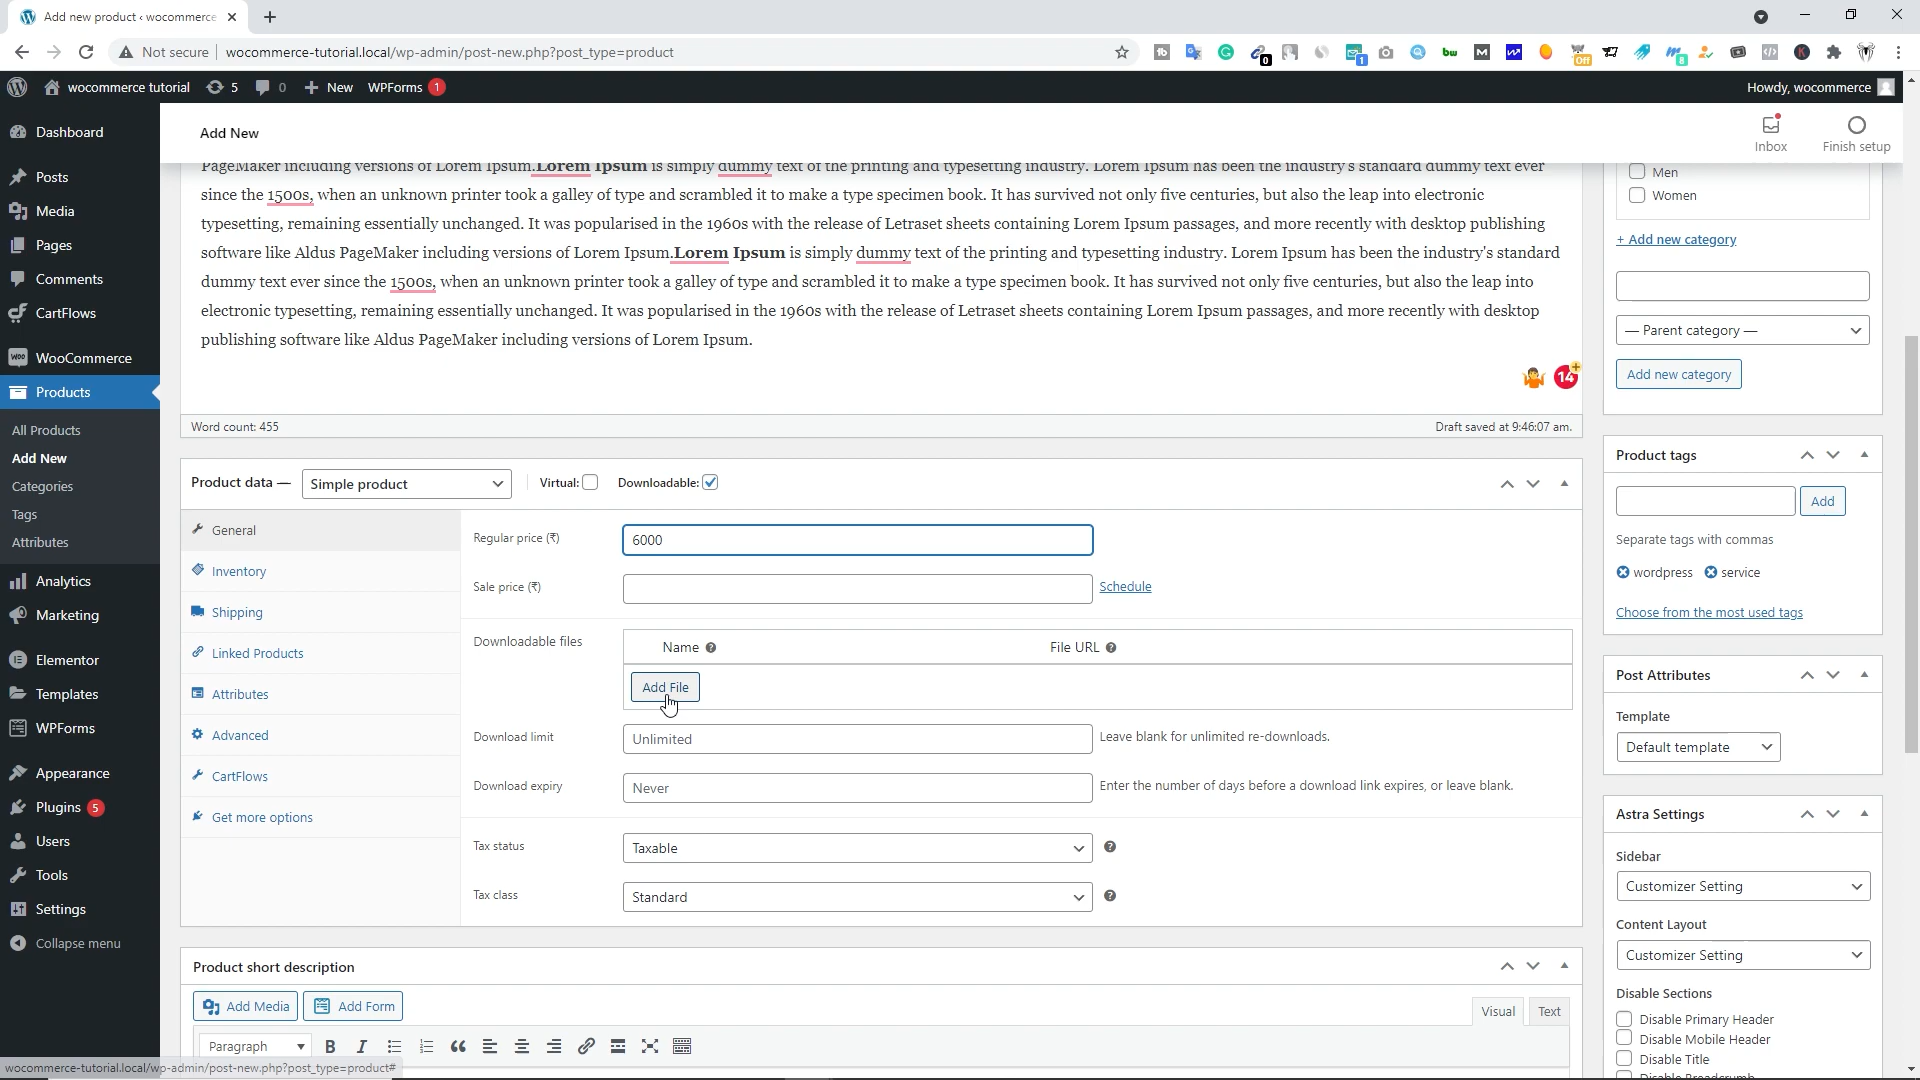 Add new product ‹ wocommerce
Not secure
wocommerce-tutorial.local/wp-admin/post-new.php?post_type=product
wocommerce tutorial
5
0
New
WPForms
1
Howdy, wocommerce
Add New
Inbox
Finish setup
Dashboard
Posts
Media
Pages
Comments
CartFlows
WooCommerce
Products
All Products
Add New
Categories
Tags
Attributes
Analytics
Marketing
Elementor
Templates
WPForms
Appearance
Plugins 5
Users
Tools
Settings
Collapse menu
PageMaker including versions of Lorem Ipsum.Lorem Ipsum is simply dummy text of the printing and typesetting industry. Lorem Ipsum has been the industry's standard dummy text ever
since the 1500s, when an unknown printer took a galley of type and scrambled it to make a type specimen book. It has survived not only five centuries, but also the leap into electronic
typesetting, remaining essentially unchanged. It was popularised in the 1960s with the release of Letraset sheets containing Lorem Ipsum passages, and more recently with desktop publishing
software like Aldus PageMaker including versions of Lorem Ipsum.Lorem Ipsum is simply dummy text of the printing and typesetting industry. Lorem Ipsum has been the industry's standard
dummy text ever since the 1500s, when an unknown printer took a galley of type and scrambled it to make a type specimen book. It has survived not only five centuries, but also the leap into
electronic typesetting, remaining essentially unchanged. It was popularised in the 1960s with the release of Letraset sheets containing Lorem Ipsum passages, and more recently with desktop
publishing software like Aldus PageMaker including versions of Lorem Ipsum.
14
Word count: 455
Draft saved at 9:46:07 am.
Product data —
Simple product
Virtual:
Downloadable:
General
Inventory
Shipping
Linked Products
Attributes
Advanced
CartFlows
Get more options
Regular price (₹)
6000
Sale price (₹)
Schedule
Downloadable files
Name
File URL
Add File
Download limit
Unlimited
Leave blank for unlimited re-downloads.
Download expiry
Never
Enter the number of days before a download link expires, or leave blank.
Tax status
Taxable
Tax class
Standard
Product short description
Add Media
Add Form
Visual
Text
Paragraph
Men
Women
+ Add new category
— Parent category —
Add new category
Product tags
Add
Separate tags with commas
wordpress
service
Choose from the most used tags
Post Attributes
Template
Default template
Astra Settings
Sidebar
Customizer Setting
Content Layout
Customizer Setting
Disable Sections
Disable Primary Header
Disable Mobile Header
Disable Title
Disable Breadcrumb
wocommerce-tutorial.local/wp-admin/post-new.php?post_type=product#